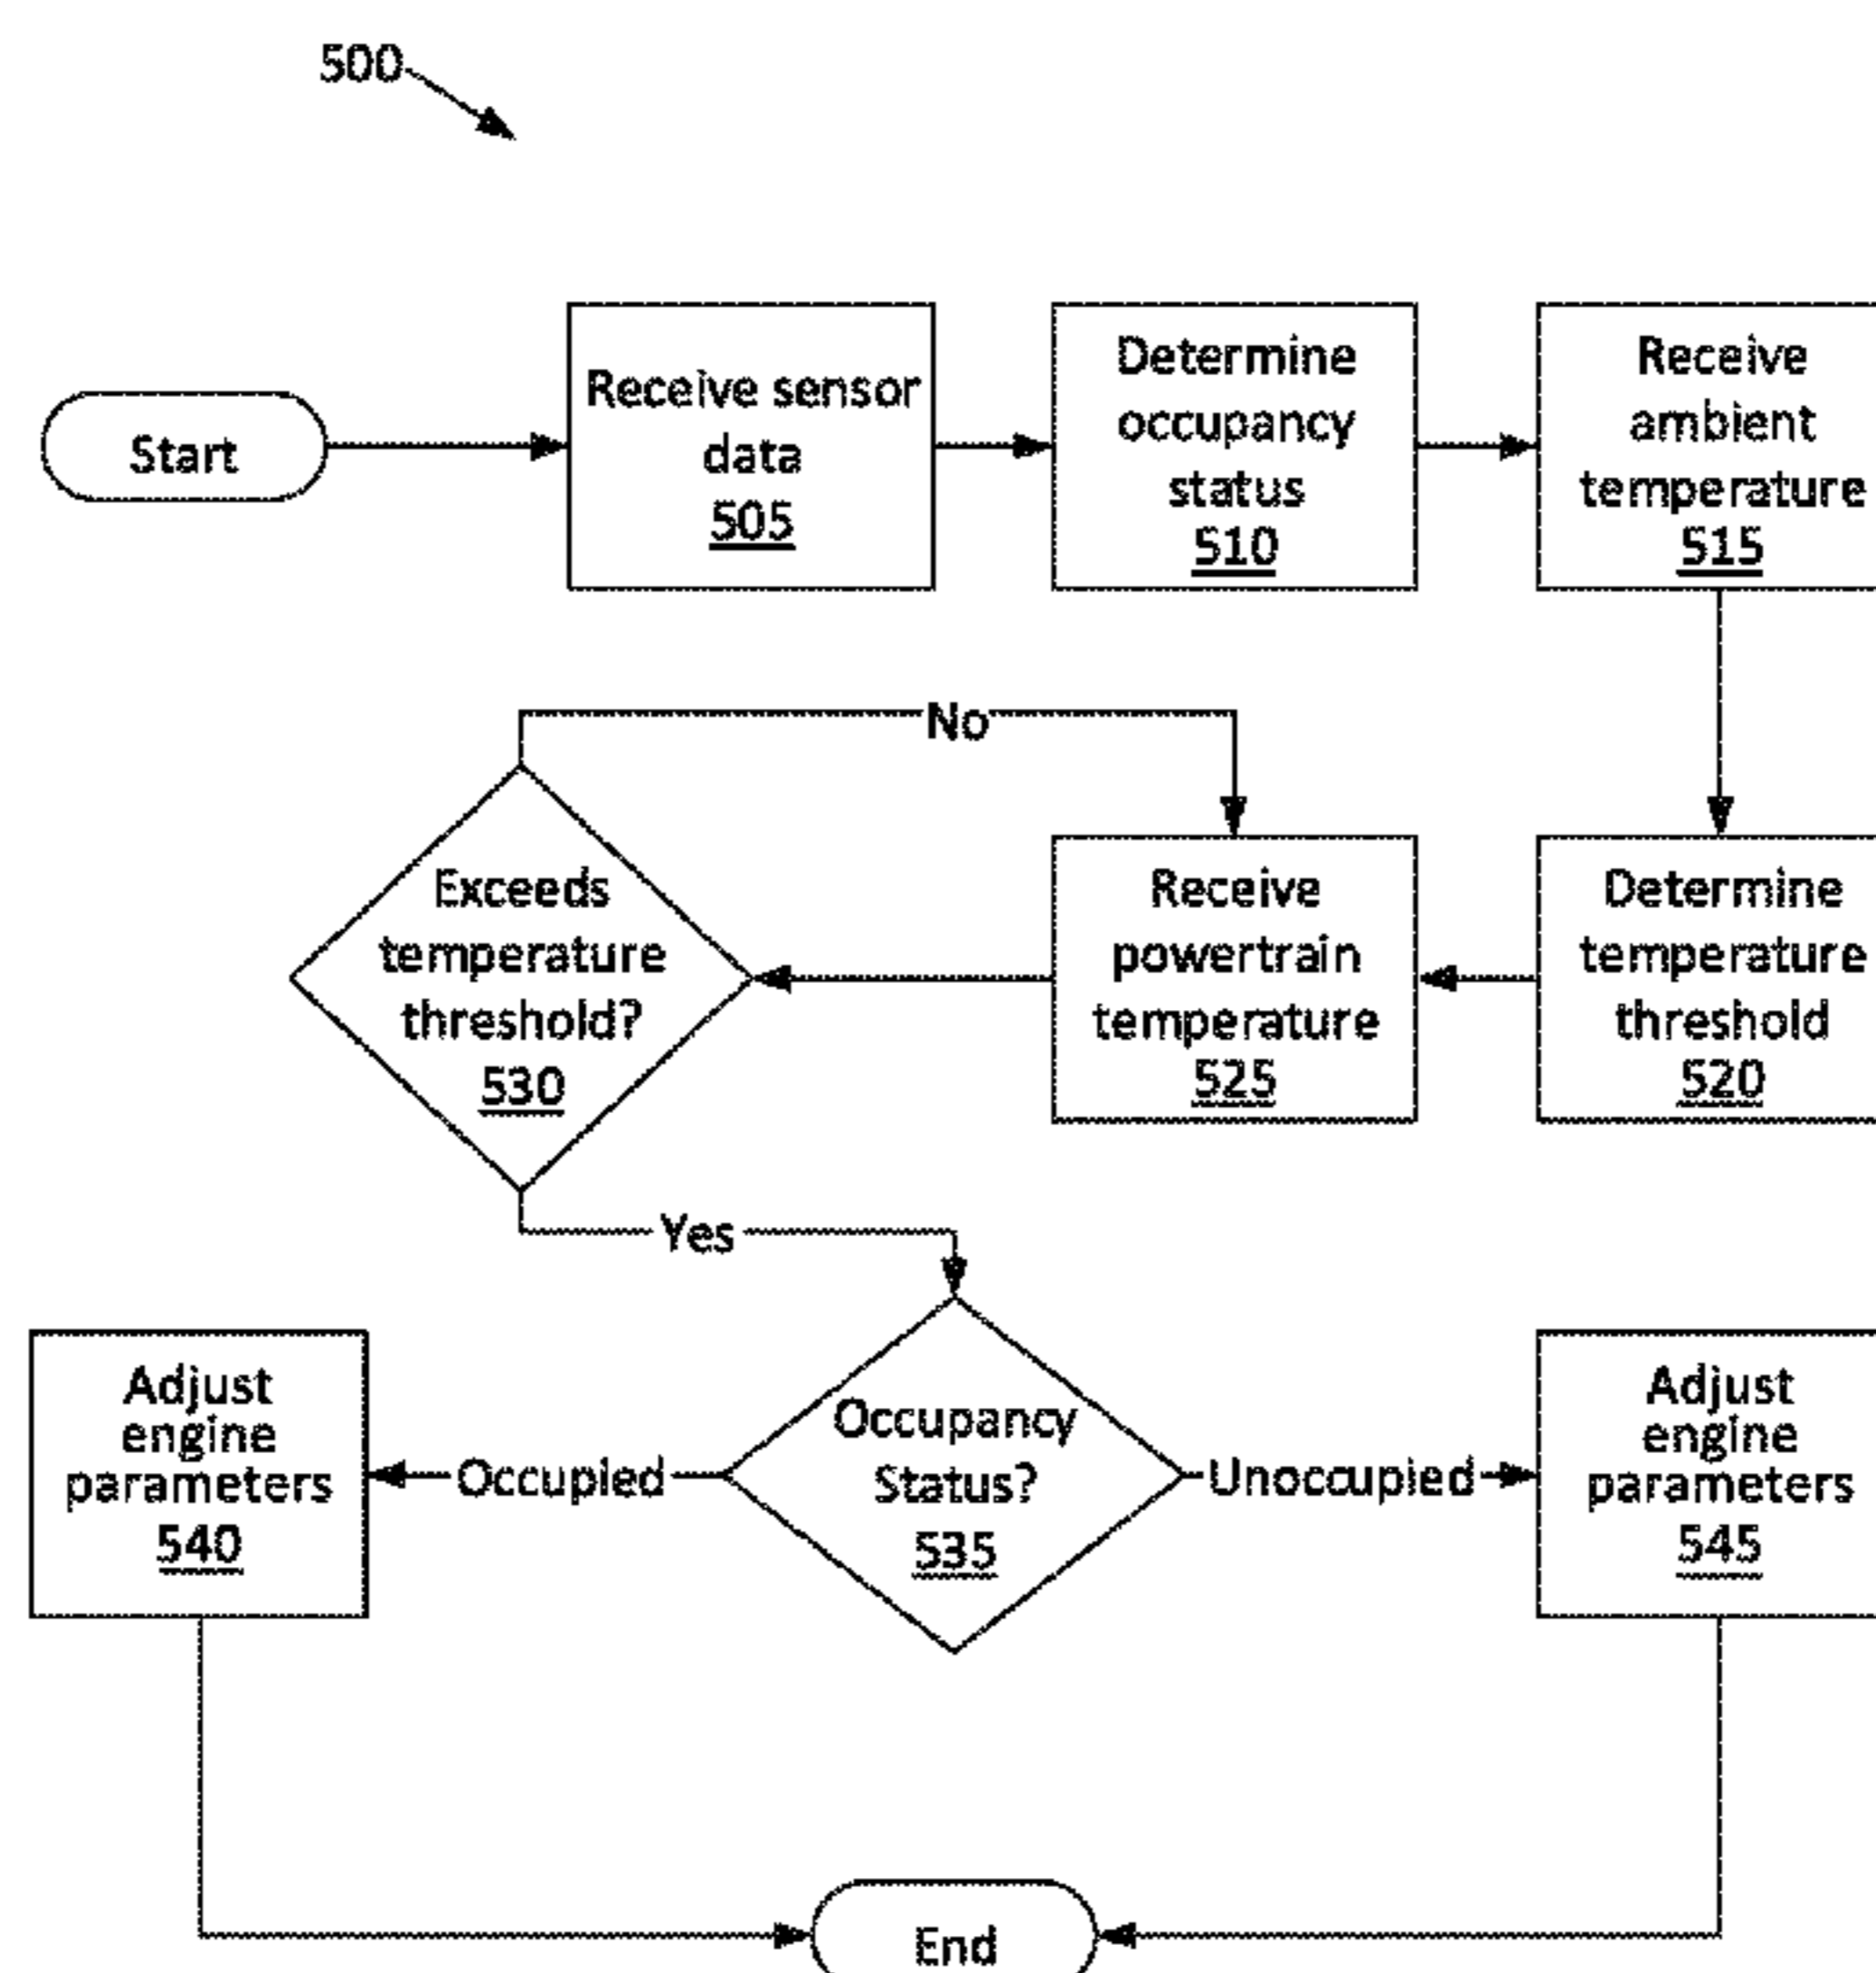 500
Start
Receive sensor
data
505
Determine
occupancy
status
510
Receive
ambient
temperature
515
No
Exceeds
temperature
threshold?
530
Receive
powertrain
temperature
525
Determine
temperature
threshold
520
Yes
Adjust
engine
parameters
540
Occupied
Occupancy
Status?
535
Unoccupied
Adjust
engine
parameters
545
End